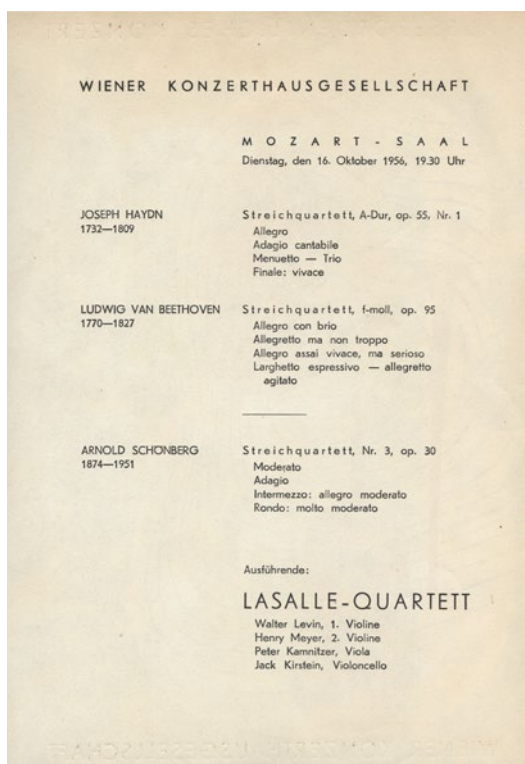 WIENER KONZERTHAUSGESELLSCHAFT
MOZART-SAAL
Dienstag, den 16. Oktober 1956, 19.30 Uhr
JOSEPH HAYDN
1732—1809
Streichquartett, A-Dur, op. 55, Nr. 1
Allegro
Adagio cantabile
Menuetto — Trio
Finale: vivace
LUDWIG VAN BEETHOVEN
1770—1827
Streichquartett, f-moll, op. 95
Allegro con brio
Allegretto ma non troppo
Allegro assai vivace, ma serioso
Larghetto espressivo — allegretto
agitato
ARNOLD SCHÖNBERG
1874—1951
Streichquartett, Nr. 3, op. 30
Moderato
Adagio
Intermezzo: allegro moderato
Rondo: molto moderato
Ausführende:
LASALLE-QUARTETT
Walter Levin, 1. Violine
Henry Meyer, 2. Violine
Peter Kamnitzer, Viola
Jack Kirstein, Violoncello